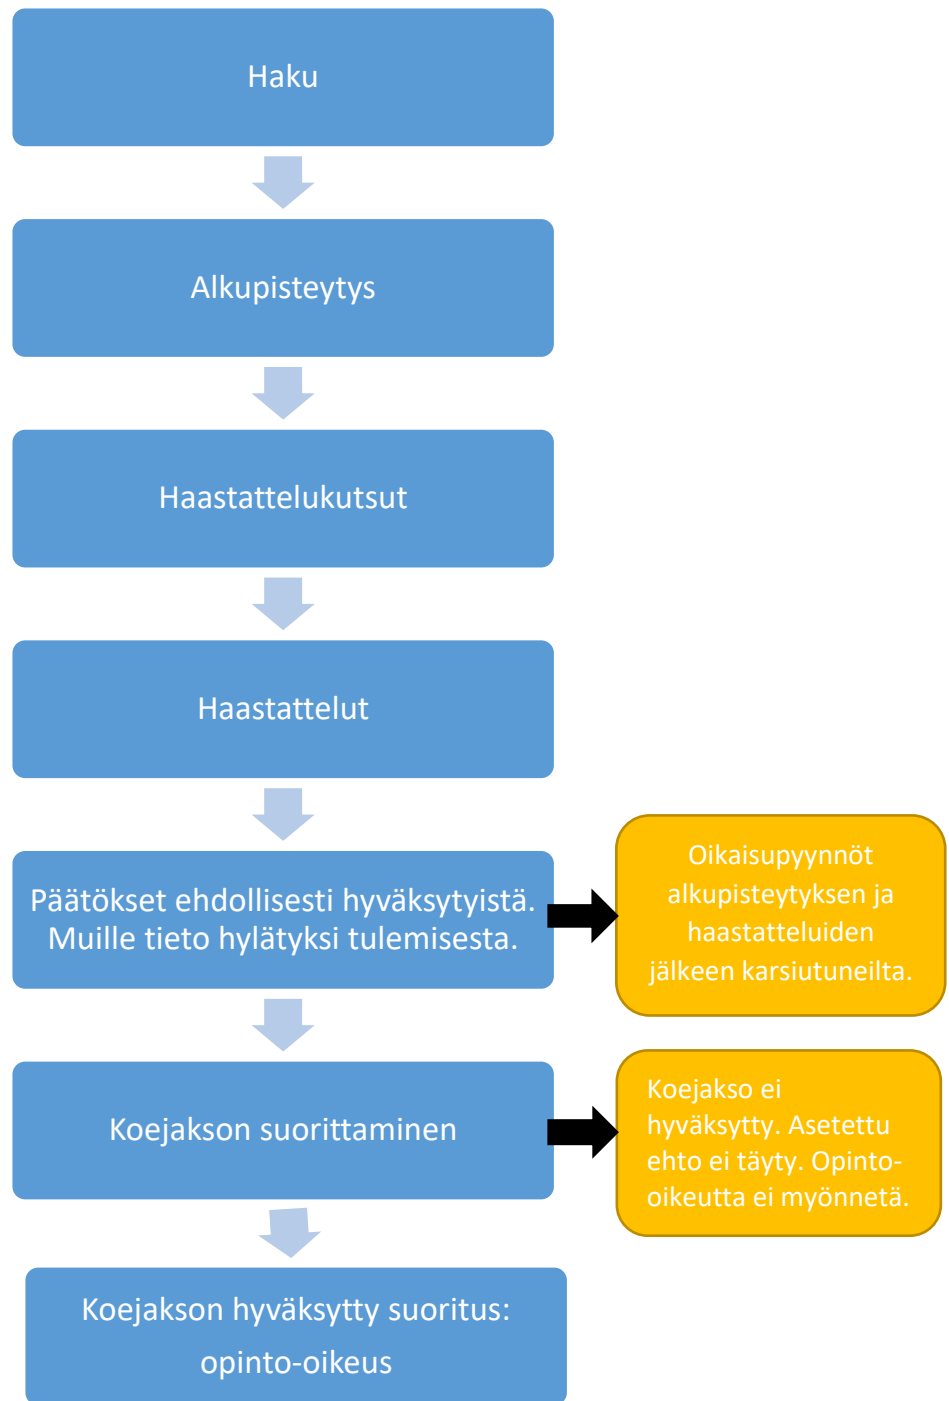 Haku
Alkupisteytys
Haastattelukutsut
Haastattelut
Päätökset ehdollisesti hyväksytyistä.
Muille tieto hylätyksi tulemisesta.
Oikaisupyynnöt
alkupisteytyksen ja
haastatteluiden
jälkeen karsiutuneilta.
Koejakson suorittaminen
Koejakso ei
hyväksytty. Asetettu
ehto ei täyty. Opinto-
oikeutta ei myönnetä.
Koejakson hyväksytty suoritus:
opinto-oikeus